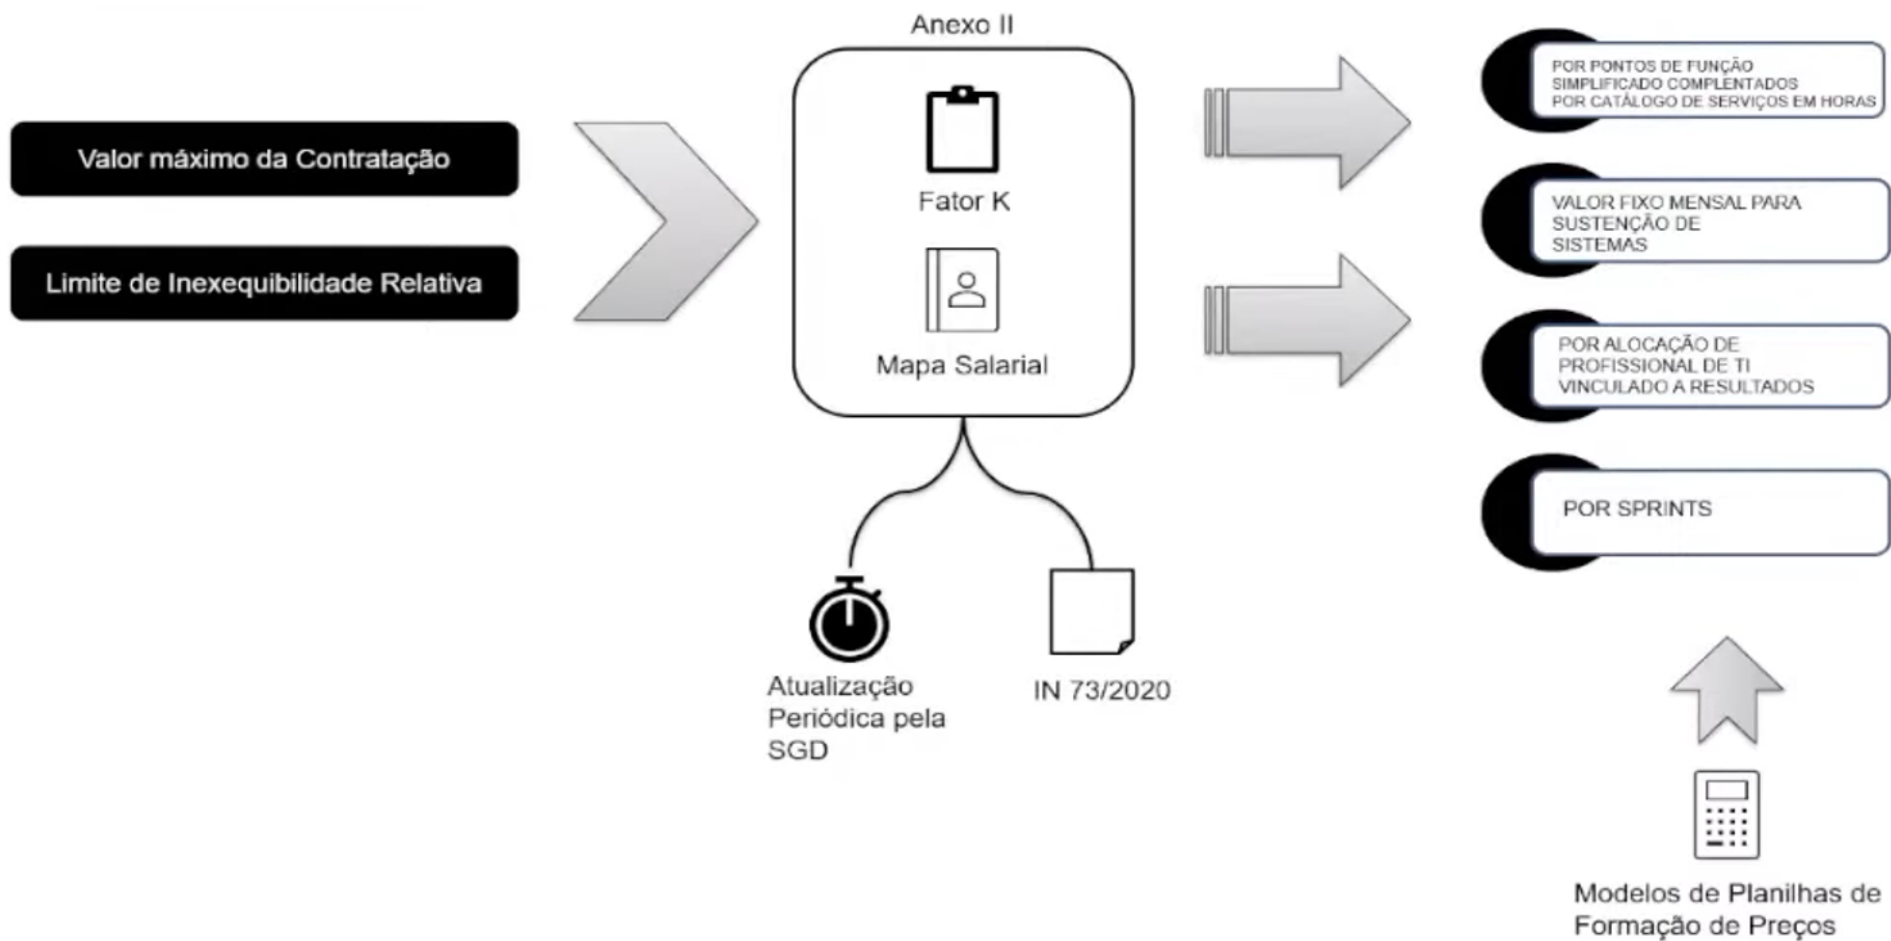 Valor máximo da Contratação
Limite de Inexequibilidade Relativa
Anexo II
Fator K
Mapa Salarial
Atualização
Periódica pela
SGD
IN 73/2020
POR PONTOS DE FUNÇÃO
SIMPLIFICADO COMPLENTADOS
POR CATÁLOGO DE SERVIÇOS EM HORAS
VALOR FIXO MENSAL PARA
SUSTENÇÃO DE
SISTEMAS
POR ALOCAÇÃO DE
PROFISSIONAL DE TI
VINCULADO A RESULTADOS
POR SPRINTS
Modelos de Planilhas de
Formação de Preços